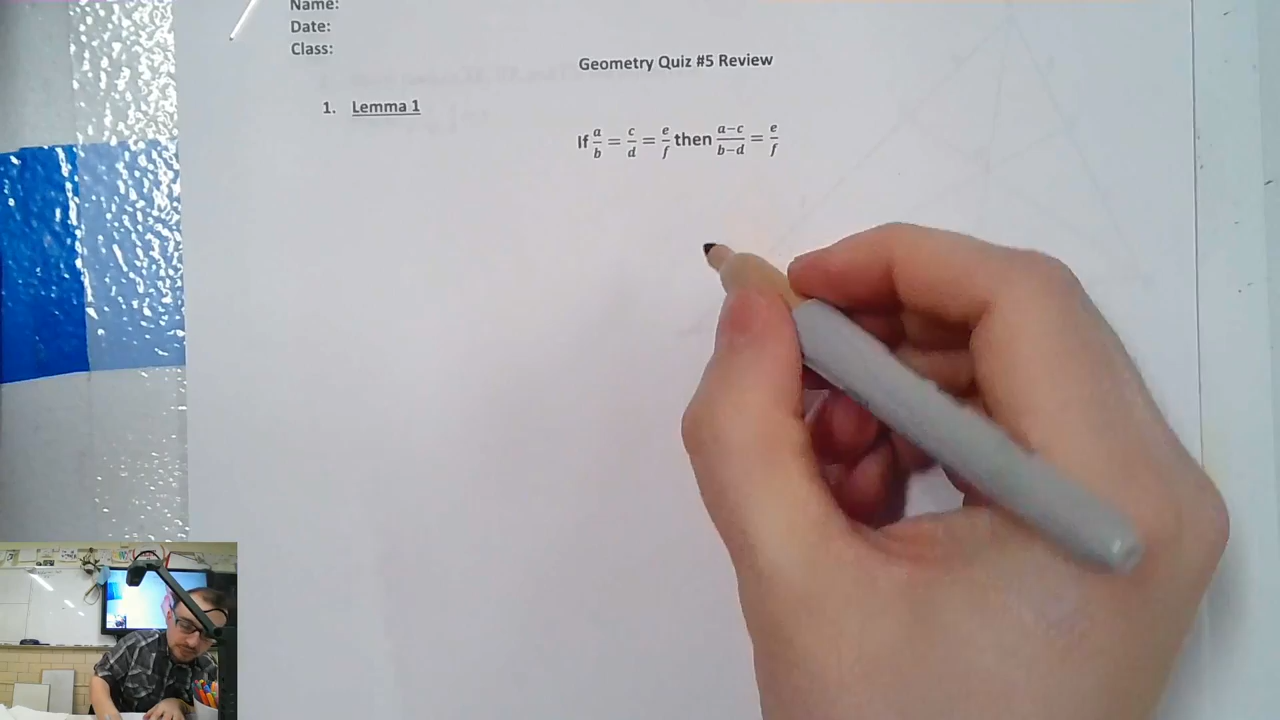 Name:
Date:
Class:
Geometry Quiz #5 Review
1. Lemma 1
If a/b = c/d = e/f then a−c/b−d = e/f